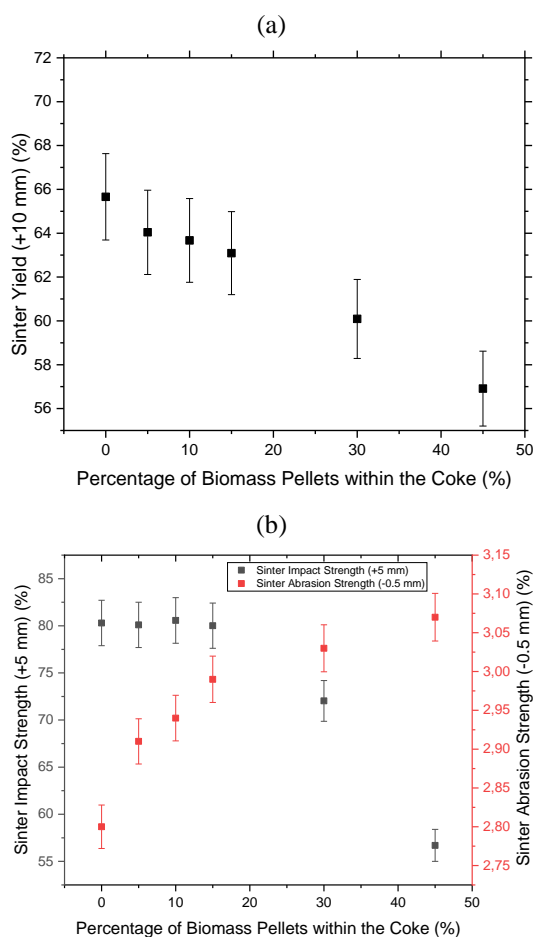 (a)
72
70
68
66
64
62
60
58
56
Sinter Yield (+10 mm) (%)
0 10 20 30 40 50
Percentage of Biomass Pellets within the Coke (%)
(b)
Sinter Impact Strength (+5 mm)
Sinter Abrasion Strength (-0.5 mm)
85
80
75
70
65
60
55
Sinter Impact Strength (+5 mm) (%)
3,15
3,10
3,05
3,00
2,95
2,90
2,85
2,80
2,75
Sinter Abrasion Strength (-0.5 mm) (%)
0 10 20 30 40 50
Percentage of Biomass Pellets within the Coke (%)